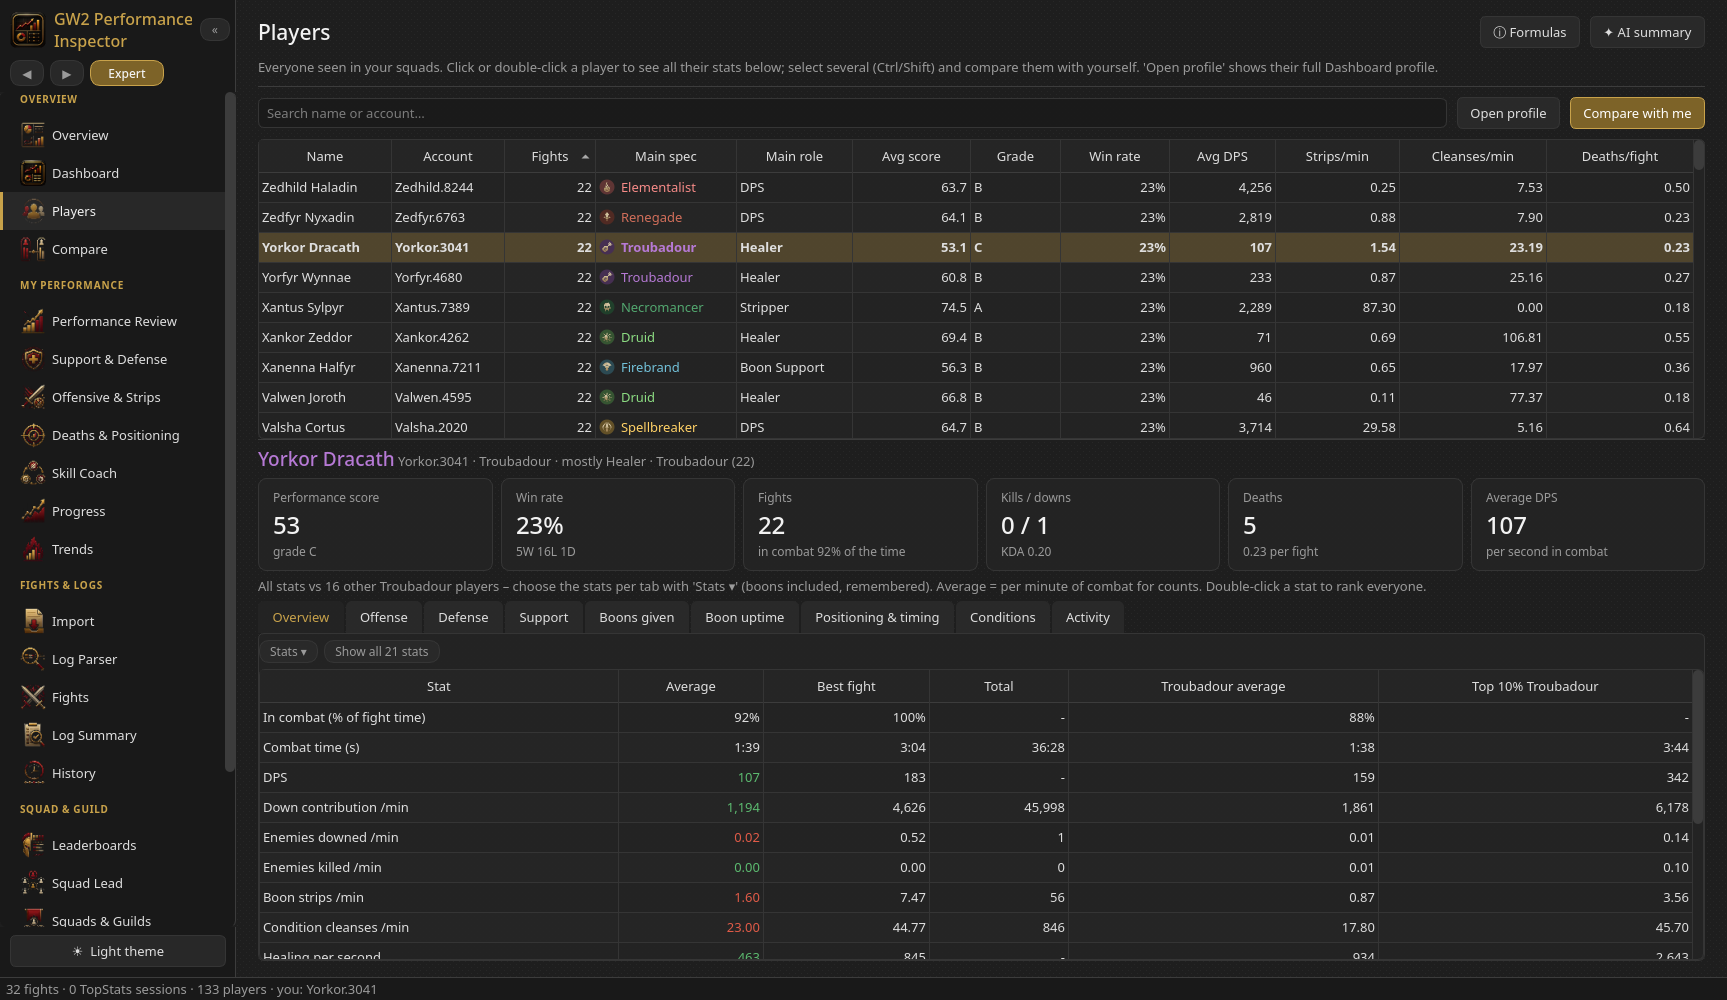 GW2 Performance Inspector
«
◀ ▶ Expert
OVERVIEW
Overview
Dashboard
Players
Compare
MY PERFORMANCE
Performance Review
Support & Defense
Offensive & Strips
Deaths & Positioning
Skill Coach
Progress
Trends
FIGHTS & LOGS
Import
Log Parser
Fights
Log Summary
History
SQUAD & GUILD
Leaderboards
Squad Lead
Squads & Guilds
☀ Light theme
Players
ⓘ Formulas
✦ AI summary
Everyone seen in your squads. Click or double-click a player to see all their stats below; select several (Ctrl/Shift) and compare them with yourself. 'Open profile' shows their full Dashboard profile.
Search name or account...
Open profile
Compare with me
Name Account Fights Main spec Main role Avg score Grade Win rate Avg DPS Strips/min Cleanses/min Deaths/fight
Zedhild Haladin Zedhild.8244 22 Elementalist DPS 63.7 B 23% 4,256 0.25 7.53 0.50
Zedfyr Nyxadin Zedfyr.6763 22 Renegade DPS 64.1 B 23% 2,819 0.88 7.90 0.23
Yorkor Dracath Yorkor.3041 22 Troubadour Healer 53.1 C 23% 107 1.54 23.19 0.23
Yorfyr Wynnae Yorfyr.4680 22 Troubadour Healer 60.8 B 23% 233 0.87 25.16 0.27
Xantus Sylpyr Xantus.7389 22 Necromancer Stripper 74.5 A 23% 2,289 87.30 0.00 0.18
Xankor Zeddor Xankor.4262 22 Druid Healer 69.4 B 23% 71 0.69 106.81 0.55
Xanenna Halfyr Xanenna.7211 22 Firebrand Boon Support 56.3 B 23% 960 0.65 17.97 0.36
Valwen Joroth Valwen.4595 22 Druid Healer 66.8 B 23% 46 0.11 77.37 0.18
Valsha Cortus Valsha.2020 22 Spellbreaker DPS 64.7 B 23% 3,714 29.58 5.16 0.64
Yorkor Dracath Yorkor.3041 · Troubadour · mostly Healer · Troubadour (22)
Performance score
53
grade C
Win rate
23%
5W 16L 1D
Fights
22
in combat 92% of the time
Kills / downs
0 / 1
KDA 0.20
Deaths
5
0.23 per fight
Average DPS
107
per second in combat
All stats vs 16 other Troubadour players – choose the stats per tab with 'Stats ▾' (boons included, remembered). Average = per minute of combat for counts. Double-click a stat to rank everyone.
Overview Offense Defense Support Boons given Boon uptime Positioning & timing Conditions Activity
Stats ▾ Show all 21 stats
Stat Average Best fight Total Troubadour average Top 10% Troubadour
In combat (% of fight time) 92% 100% - 88% -
Combat time (s) 1:39 3:04 36:28 1:38 3:44
DPS 107 183 - 159 342
Down contribution /min 1,194 4,626 45,998 1,861 6,178
Enemies downed /min 0.02 0.52 1 0.01 0.14
Enemies killed /min 0.00 0.00 0 0.01 0.10
Boon strips /min 1.60 7.47 56 0.87 3.56
Condition cleanses /min 23.00 44.77 846 17.80 45.70
Healing per second 463 845 - 934 2,643
32 fights · 0 TopStats sessions · 133 players · you: Yorkor.3041